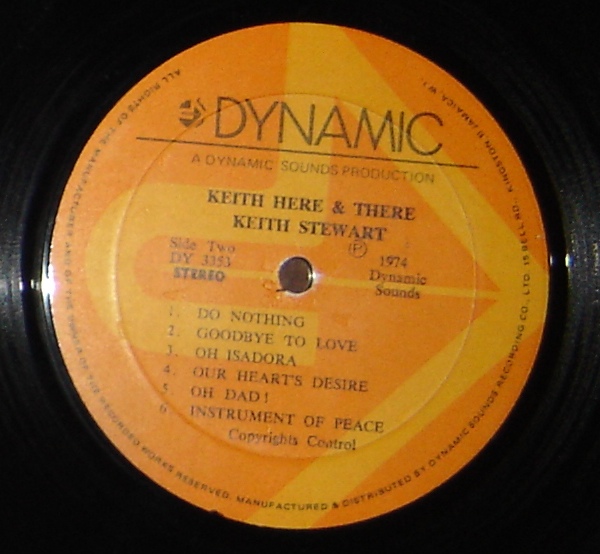 DYNAMIC
A DYNAMIC SOUNDS PRODUCTION
KEITH HERE & THERE
KEITH STEWART
Side Two
DY 3353
STEREO
Ⓟ 1974
Dynamic
Sounds
1. DO NOTHING
2. GOODBYE TO LOVE
3. OH ISADORA
4. OUR HEART'S DESIRE
5 OH DAD!
6 INSTRUMENT OF PEACE
Copyrights Control
ALL RIGHTS OF THE MANUFACTURER AND OF THE OWNER OF THE RECORDED WORKS RESERVED. MANUFACTURED & DISTRIBUTED BY DYNAMIC SOUNDS RECORDING CO., LTD. 15 BELL RD., KINGSTON 11 JAMAICA, W.I.